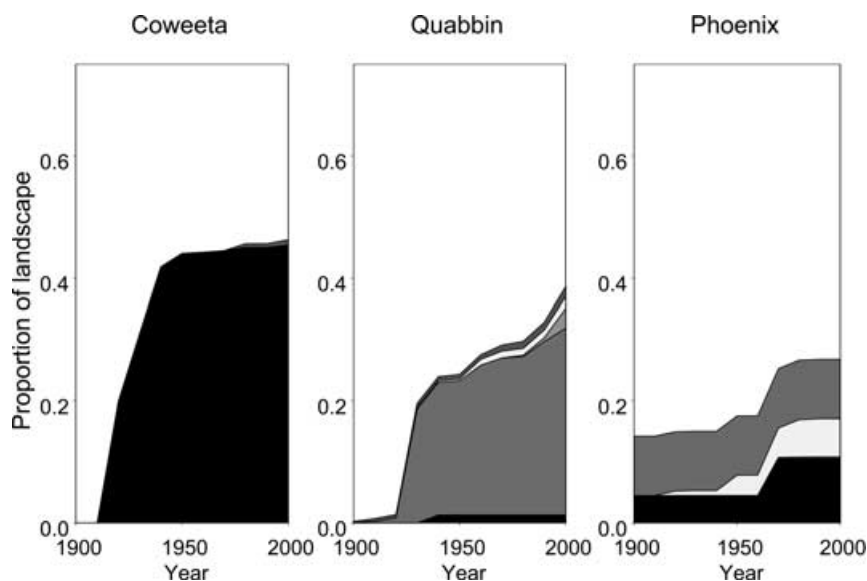 Coweeta Quabbin Phoenix
Proportion of landscape
0.6 0.6 0.6
0.4 0.4 0.4
0.2 0.2 0.2
0.0 0.0 0.0
1900 1950 2000 1900 1950 2000 1900 1950 2000
Year Year Year